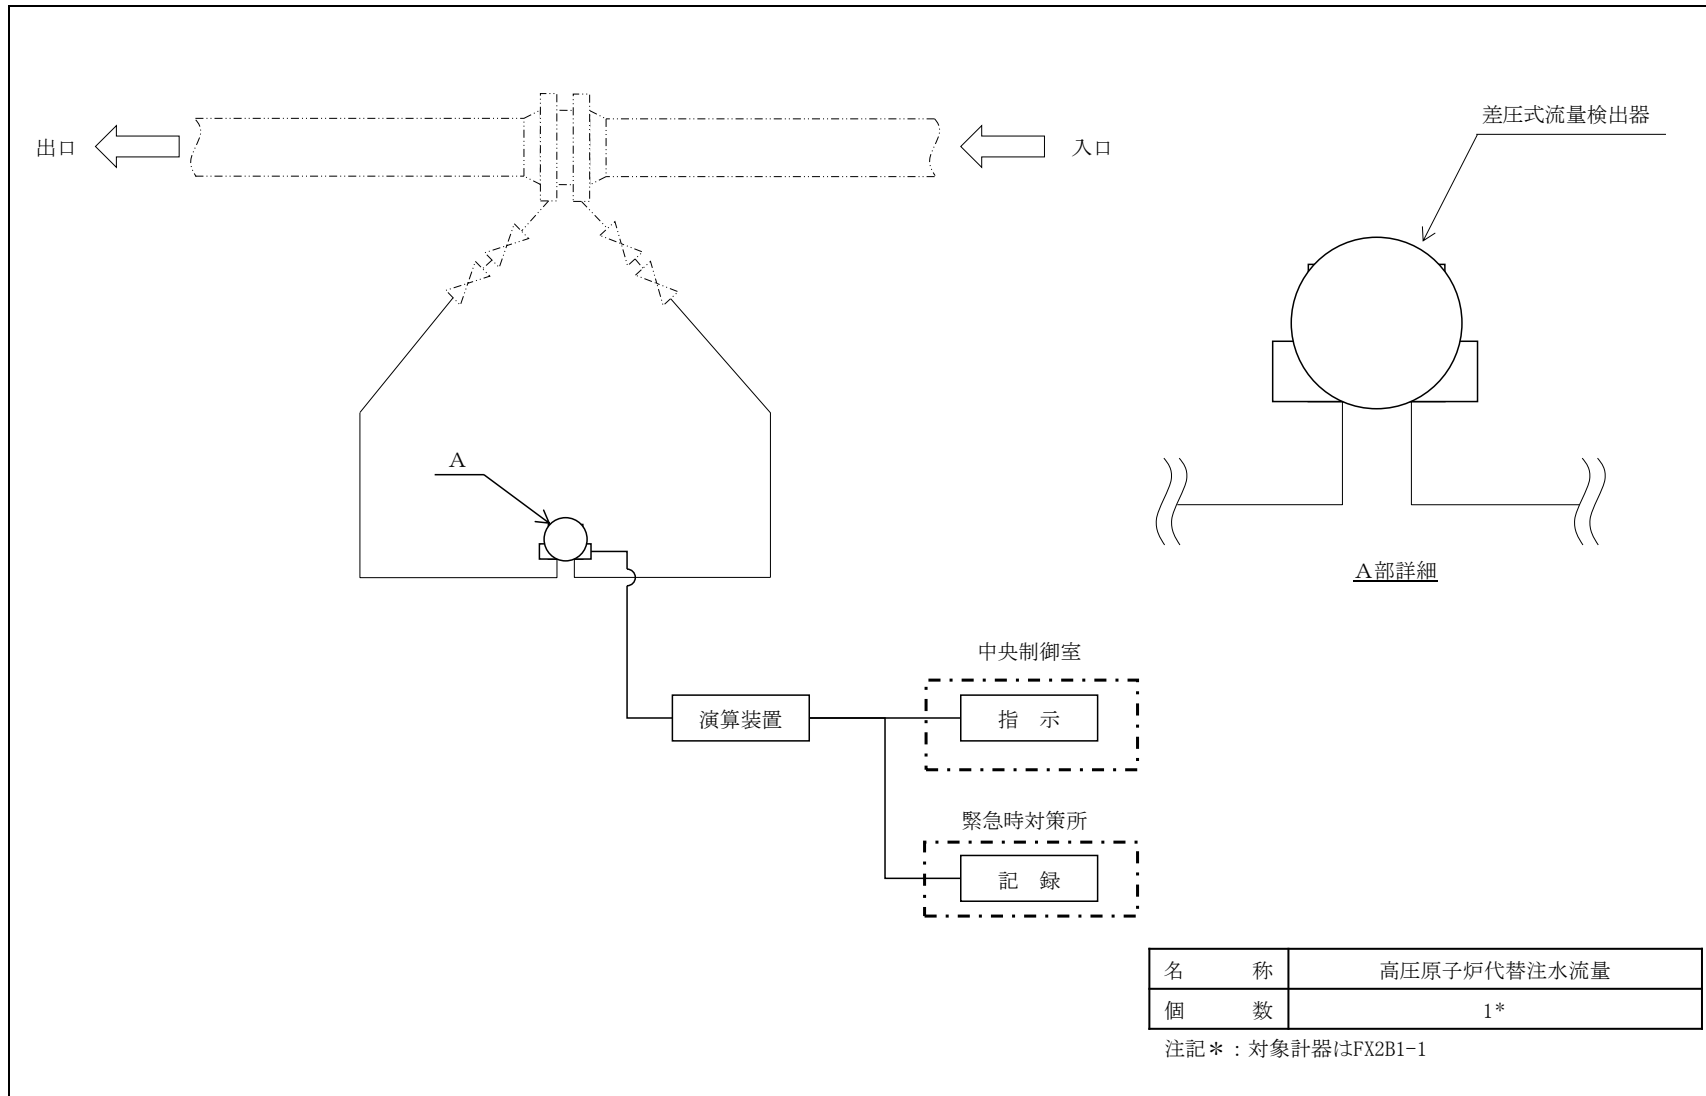 差圧式流量検出器
出口
入口
A
A部詳細
中央制御室
演算装置
指 示
緊急時対策所
記 録
名 称 高圧原子炉代替注水流量
個 数 1*
注記*:対象計器はFX2B1-1